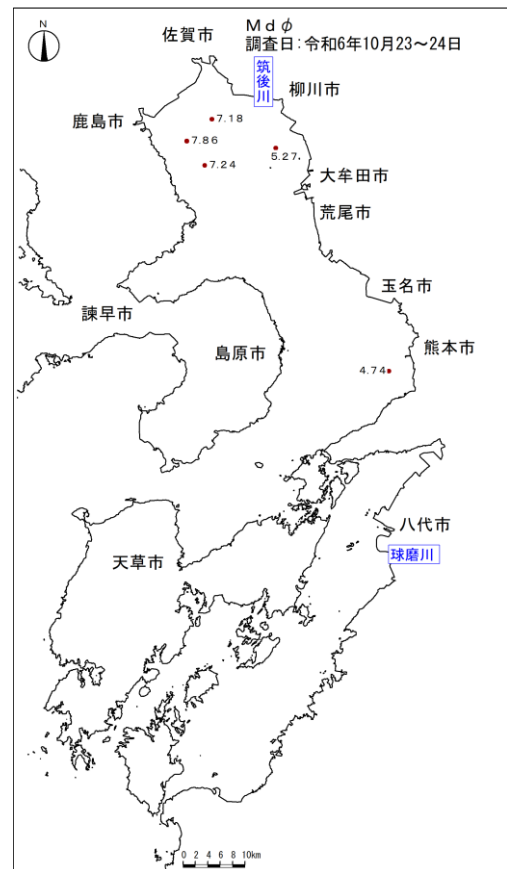 N
Mdφ
調査日:令和6年10月23~24日
佐賀市
筑後川
柳川市
鹿島市
7.18
7.86
5.27
7.24
大牟田市
荒尾市
玉名市
諫早市
島原市
熊本市
4.74
八代市
球磨川
天草市
0 2 4 6 8 10km